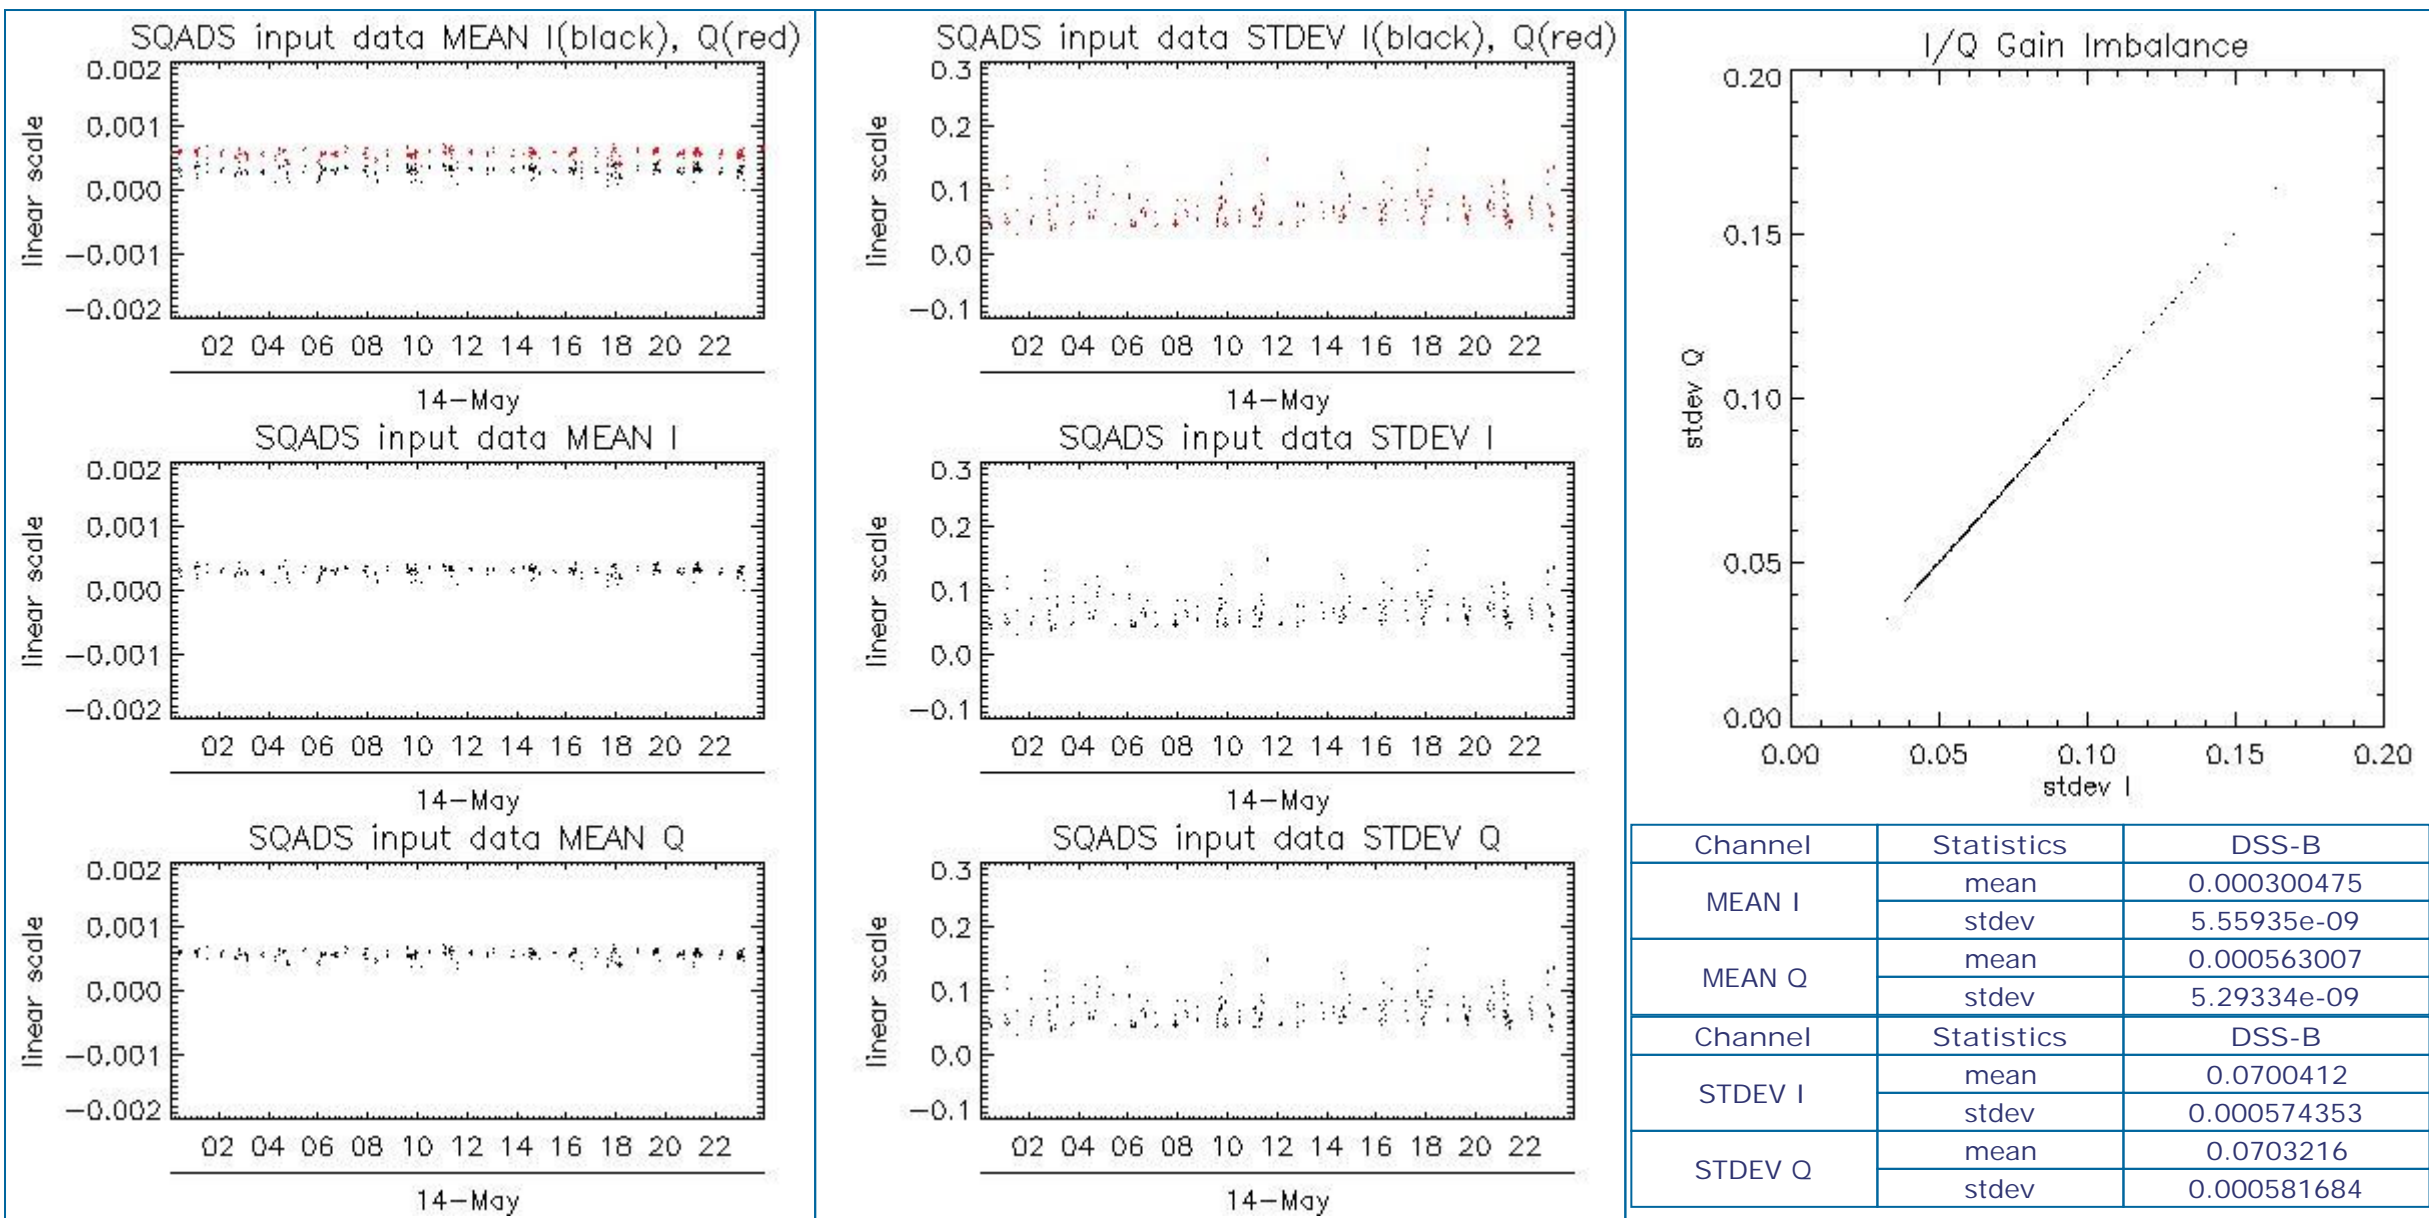 SQADS input data MEAN I(black), Q(red)
0.002
0.001
0.000
−0.001
−0.002
linear scale
02 04 06 08 10 12 14 16 18 20 22
14−May
SQADS input data MEAN I
0.002
0.001
0.000
−0.001
−0.002
linear scale
02 04 06 08 10 12 14 16 18 20 22
14−May
SQADS input data MEAN Q
0.002
0.001
0.000
−0.001
−0.002
linear scale
02 04 06 08 10 12 14 16 18 20 22
14−May
SQADS input data STDEV I(black), Q(red)
0.3
0.2
0.1
0.0
−0.1
linear scale
02 04 06 08 10 12 14 16 18 20 22
14−May
SQADS input data STDEV I
0.3
0.2
0.1
0.0
−0.1
linear scale
02 04 06 08 10 12 14 16 18 20 22
14−May
SQADS input data STDEV Q
0.3
0.2
0.1
0.0
−0.1
linear scale
02 04 06 08 10 12 14 16 18 20 22
14−May
I/Q Gain Imbalance
0.20
0.15
0.10
0.05
0.00
stdev Q
0.00 0.05 0.10 0.15 0.20
stdev I
Channel Statistics DSS-B
MEAN I mean 0.000300475
stdev 5.55935e-09
MEAN Q mean 0.000563007
stdev 5.29334e-09
Channel Statistics DSS-B
STDEV I mean 0.0700412
stdev 0.000574353
STDEV Q mean 0.0703216
stdev 0.000581684